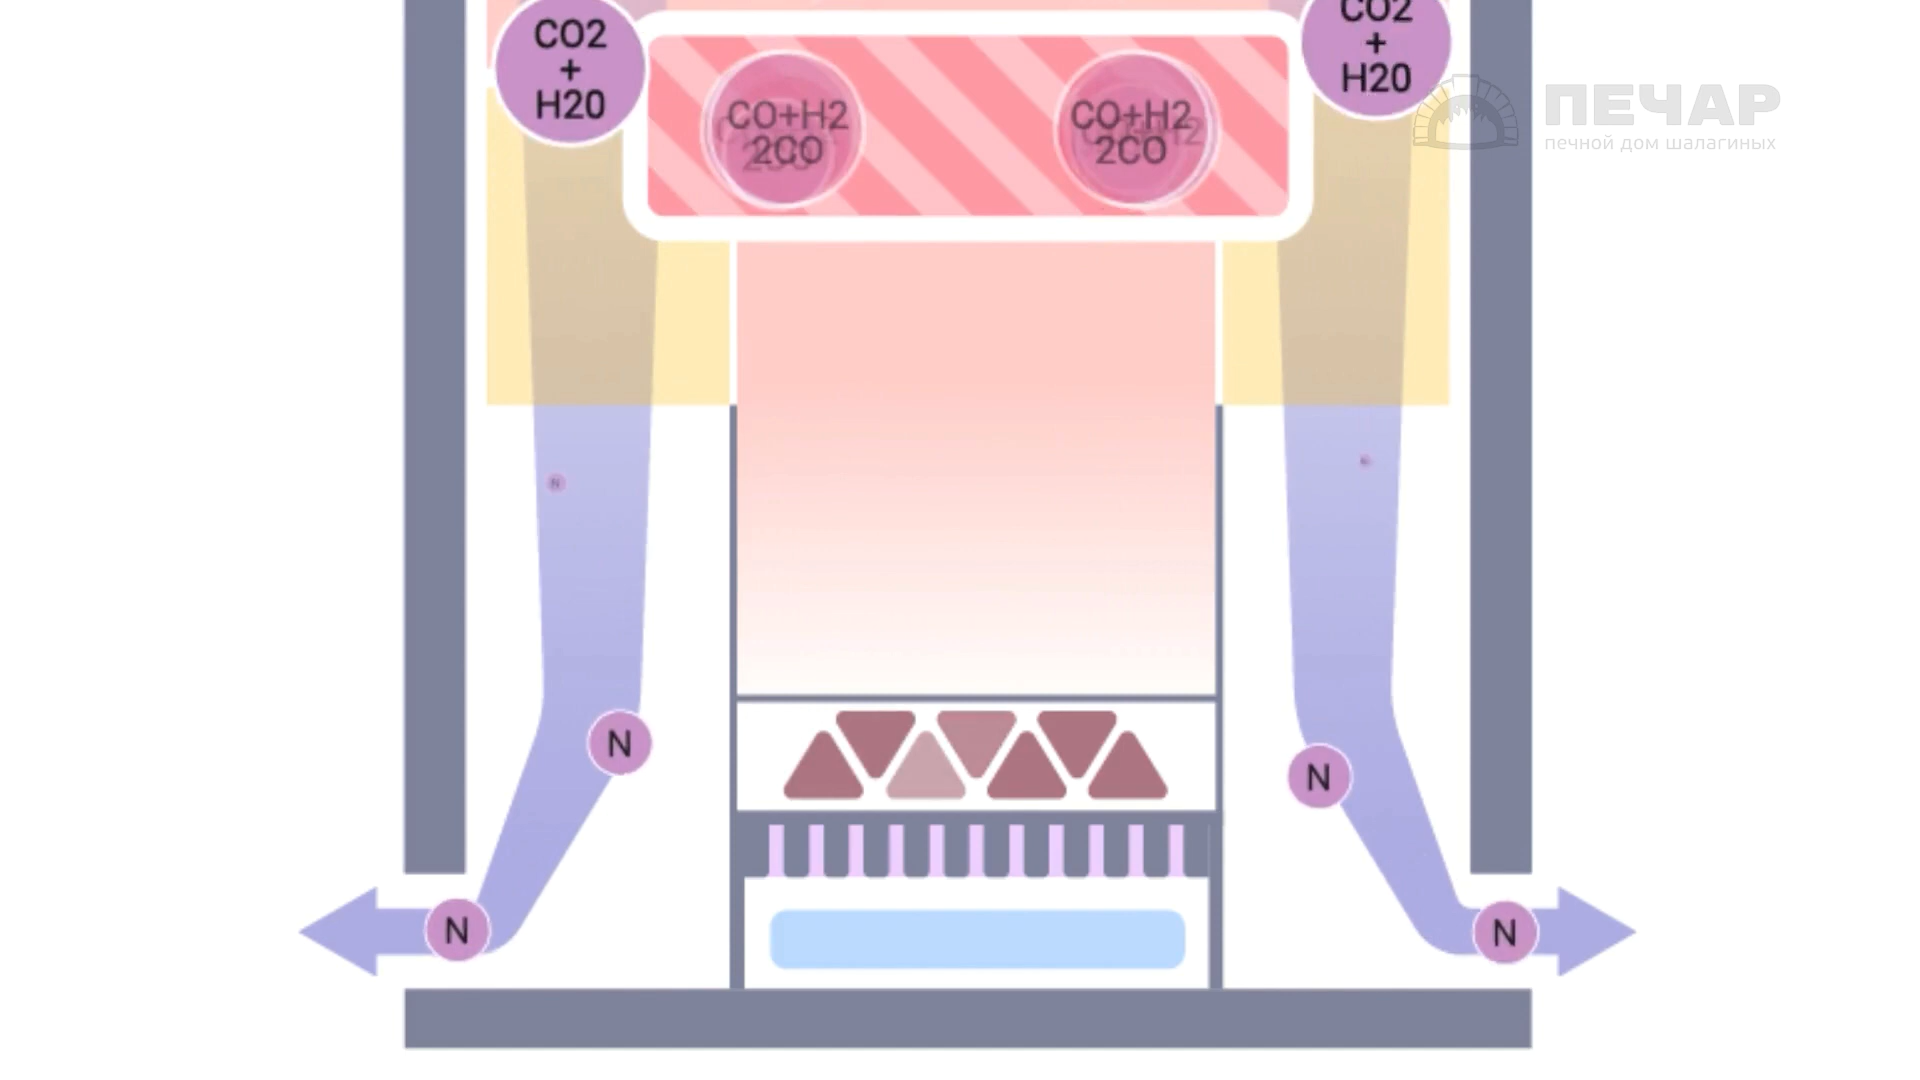 CO2
+
H20
CO2
+
H20
CO+H2
2CO
CO+H2
2CO
ПЕЧАР
печной дом шалагиных
N
N
N
N
N